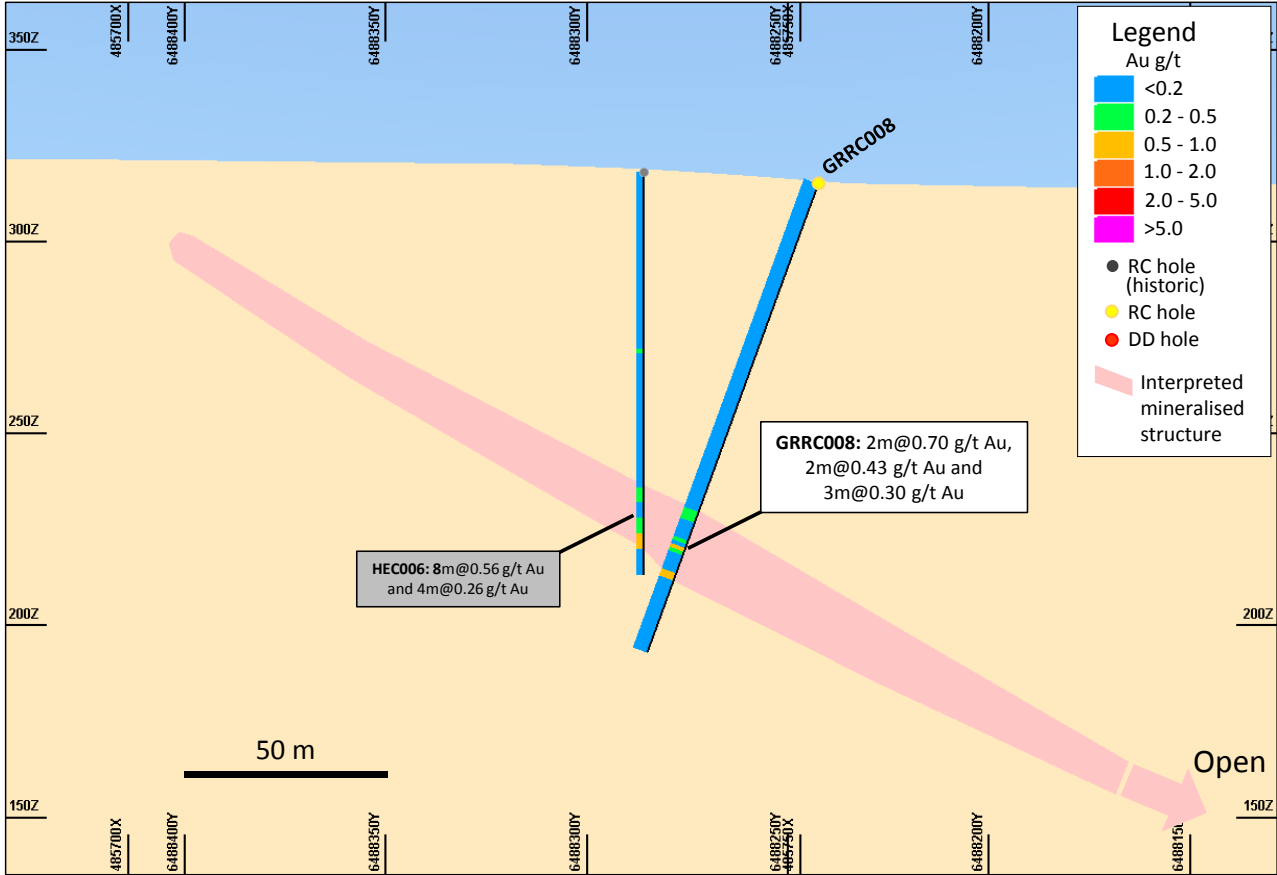 485700X
6488400Y
6488350Y
6488300Y
6488250Y
485750X
6488200Y
350Z
Legend
Au g/t
<0.2
0.2 - 0.5
0.5 - 1.0
1.0 - 2.0
2.0 - 5.0
>5.0
RC hole
(historic)
RC hole
DD hole
Interpreted
mineralised
structure
GRRC008
300Z
250Z
GRRC008: 2m@0.70 g/t Au,
2m@0.43 g/t Au and
3m@0.30 g/t Au
HEC006: 8m@0.56 g/t Au
and 4m@0.26 g/t Au
200Z
200Z
50 m
Open
150Z
150Z
485700X
6488400Y
6488350Y
6488300Y
6488250Y
485750X
6488200Y